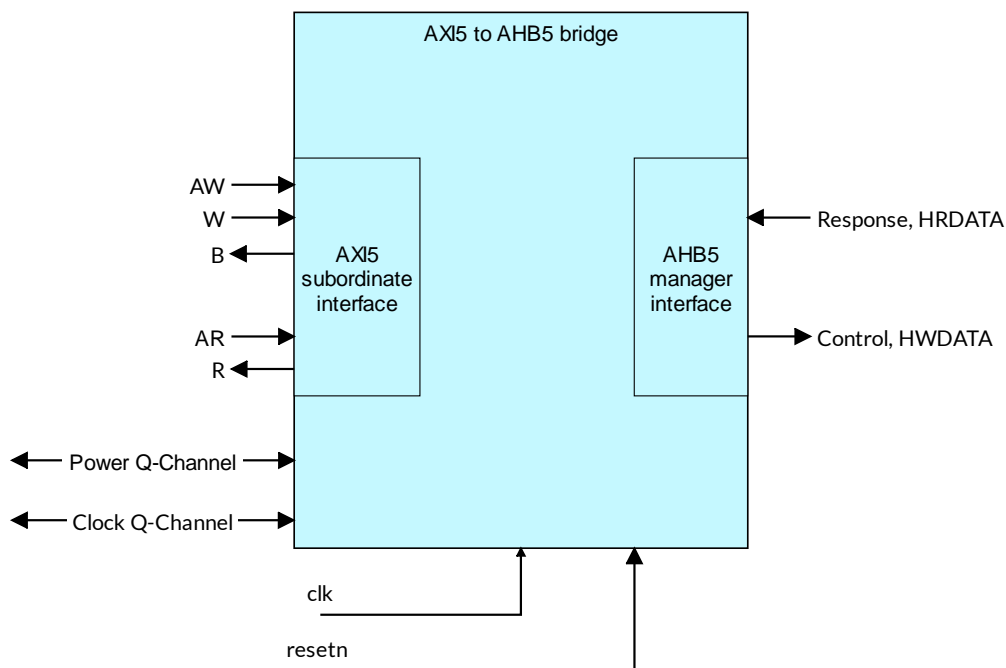 AXI5 to AHB5 bridge
AW
W
B
AR
R
AXI5
subordinate
interface
AHB5
manager
interface
Response, HRDATA
Control, HWDATA
Power Q-Channel
Clock Q-Channel
clk
resetn